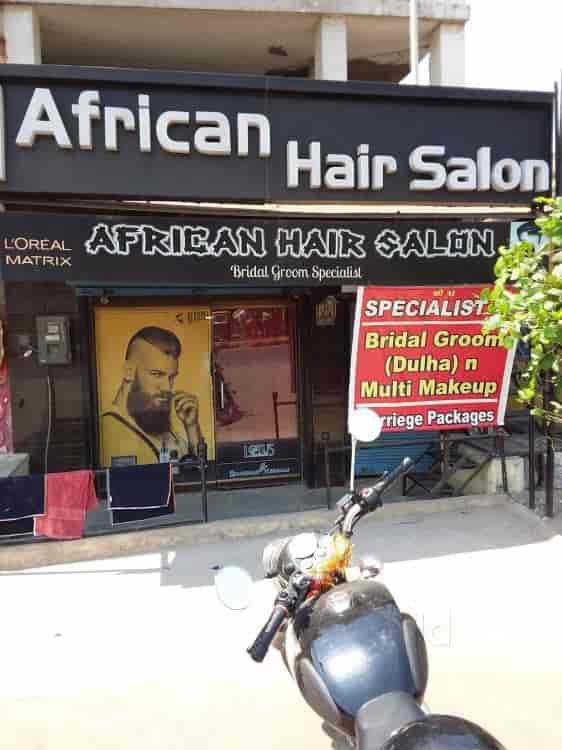 African
Hair Salon
L'ORÉAL
MATRIX
AFRICAN HAIR SALON
Bridal Groom Specialist
SPECIALIST
Bridal Groom
(Dulha) n
Multi Makeup
rriege Packages
LOTUS